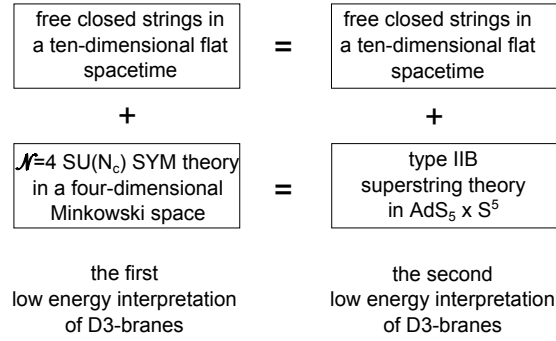 free closed strings in
a ten-dimensional flat
spacetime
=
free closed strings in
a ten-dimensional flat
spacetime
+
+
𝒩=4 SU(N_c) SYM theory
in a four-dimensional
Minkowski space
=
type IIB
superstring theory
in AdS₅ x S⁵
the first
low energy interpretation
of D3-branes
the second
low energy interpretation
of D3-branes